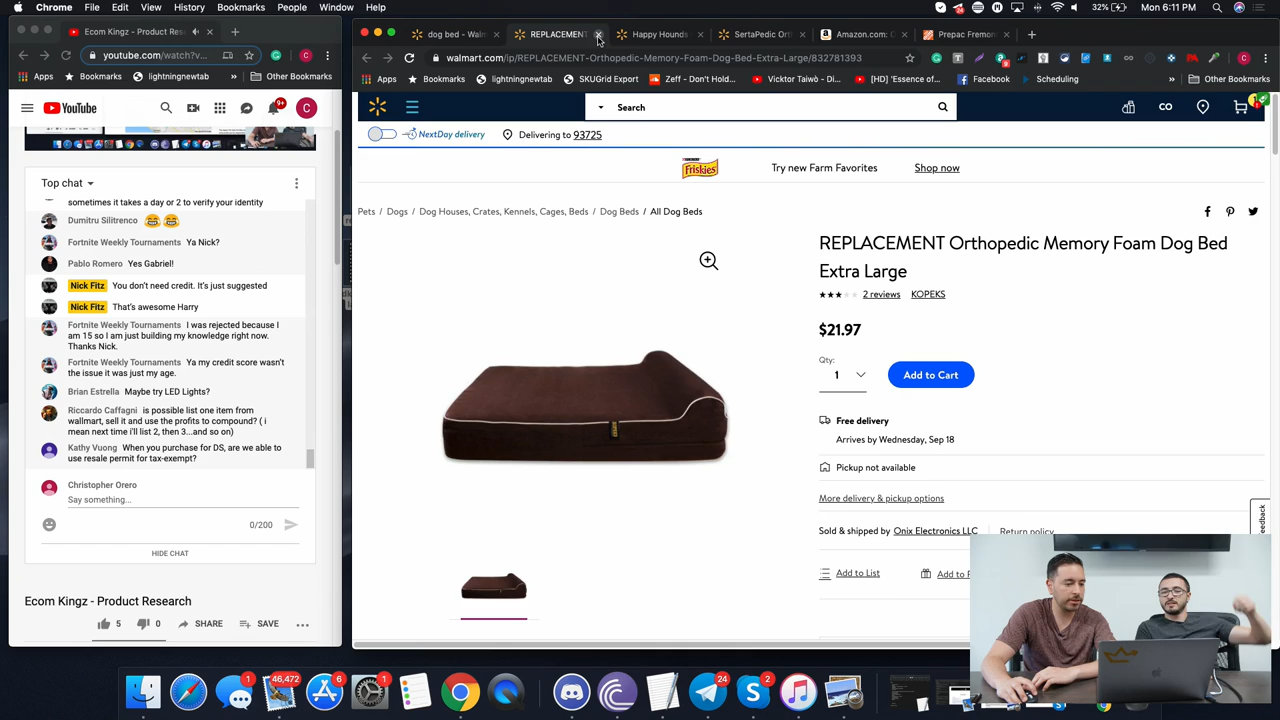 Chrome File Edit View History Bookmarks People Window Help
24
32%
Sun 6:11 PM
Ecom Kingz - Product Res
youtube.com/watch?v...
Apps
lightningnewtab
Other Bookmarks
YouTube
9+
C
Top chat
sometimes it takes a day or 2 to verify your identity
Dumitru Silitrenco 😂😂
Fortnite Weekly Tournaments Ya Nick?
Pablo Romero Yes Gabriel!
Nick Fitz You don't need credit. It's just suggested
Nick Fitz That's awesome Harry
Fortnite Weekly Tournaments I was rejected because I
am 15 so I am just building my knowledge right now.
Thanks Nick.
Fortnite Weekly Tournaments Ya my credit score wasn't
the issue it was just my age.
Brian Estrella Maybe try LED Lights?
Riccardo Caffagni is possible list one item from
wallmart, sell it and use the profits to compound? ( i
mean next time i'll list 2, then 3...and so on)
Kathy Vuong When you purchase for DS, are we able to
use resale permit for tax-exempt?
Christopher Orero
Say something...
0/200
HIDE CHAT
Ecom Kingz - Product Research
5
0
SHARE
SAVE
dog bed - Walm
REPLACEMENT
Happy Hounds
SertaPedic Orth
Amazon.com: O
Prepac Fremon
walmart.com/ip/REPLACEMENT-Orthopedic-Memory-Foam-Dog-Bed-Extra-Large/832781393
Apps
Bookmarks
lightningnewtab
SKUGrid Export
Zeff - Don't Hold...
Victkor Taiwò - Di...
[HD] 'Essence of...
Facebook
Scheduling
Other Bookmarks
Search
NextDay delivery
Delivering to 93725
Friskies
Try new Farm Favorites
Shop now
Pets / Dogs / Dog Houses, Crates, Kennels, Cages, Beds / Dog Beds / All Dog Beds
REPLACEMENT Orthopedic Memory Foam Dog Bed
Extra Large
2 reviews KOPEKS
$21.97
Qty:
1
Add to Cart
Free delivery
Arrives by Wednesday, Sep 18
Pickup not available
More delivery & pickup options
Sold & shipped by Onix Electronics LLC
Return policy
Add to List
Add to
Feedback
1
46,472
6
1
24
2